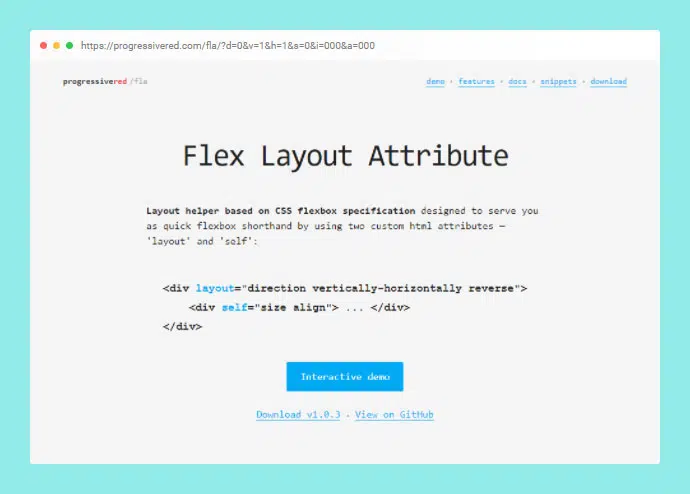 https://progressivered.com/fla/?d=0&v=1&h=1&s=0&i=000&a=000
progressivered /fla
demo · features · docs · snippets · download
Flex Layout Attribute
Layout helper based on CSS flexbox specification designed to serve you
as quick flexbox shorthand by using two custom html attributes —
'layout' and 'self':
<div layout="direction vertically-horizontally reverse">
<div self="size align"> ... </div>
</div>
Interactive demo
Download v1.0.3 · View on GitHub